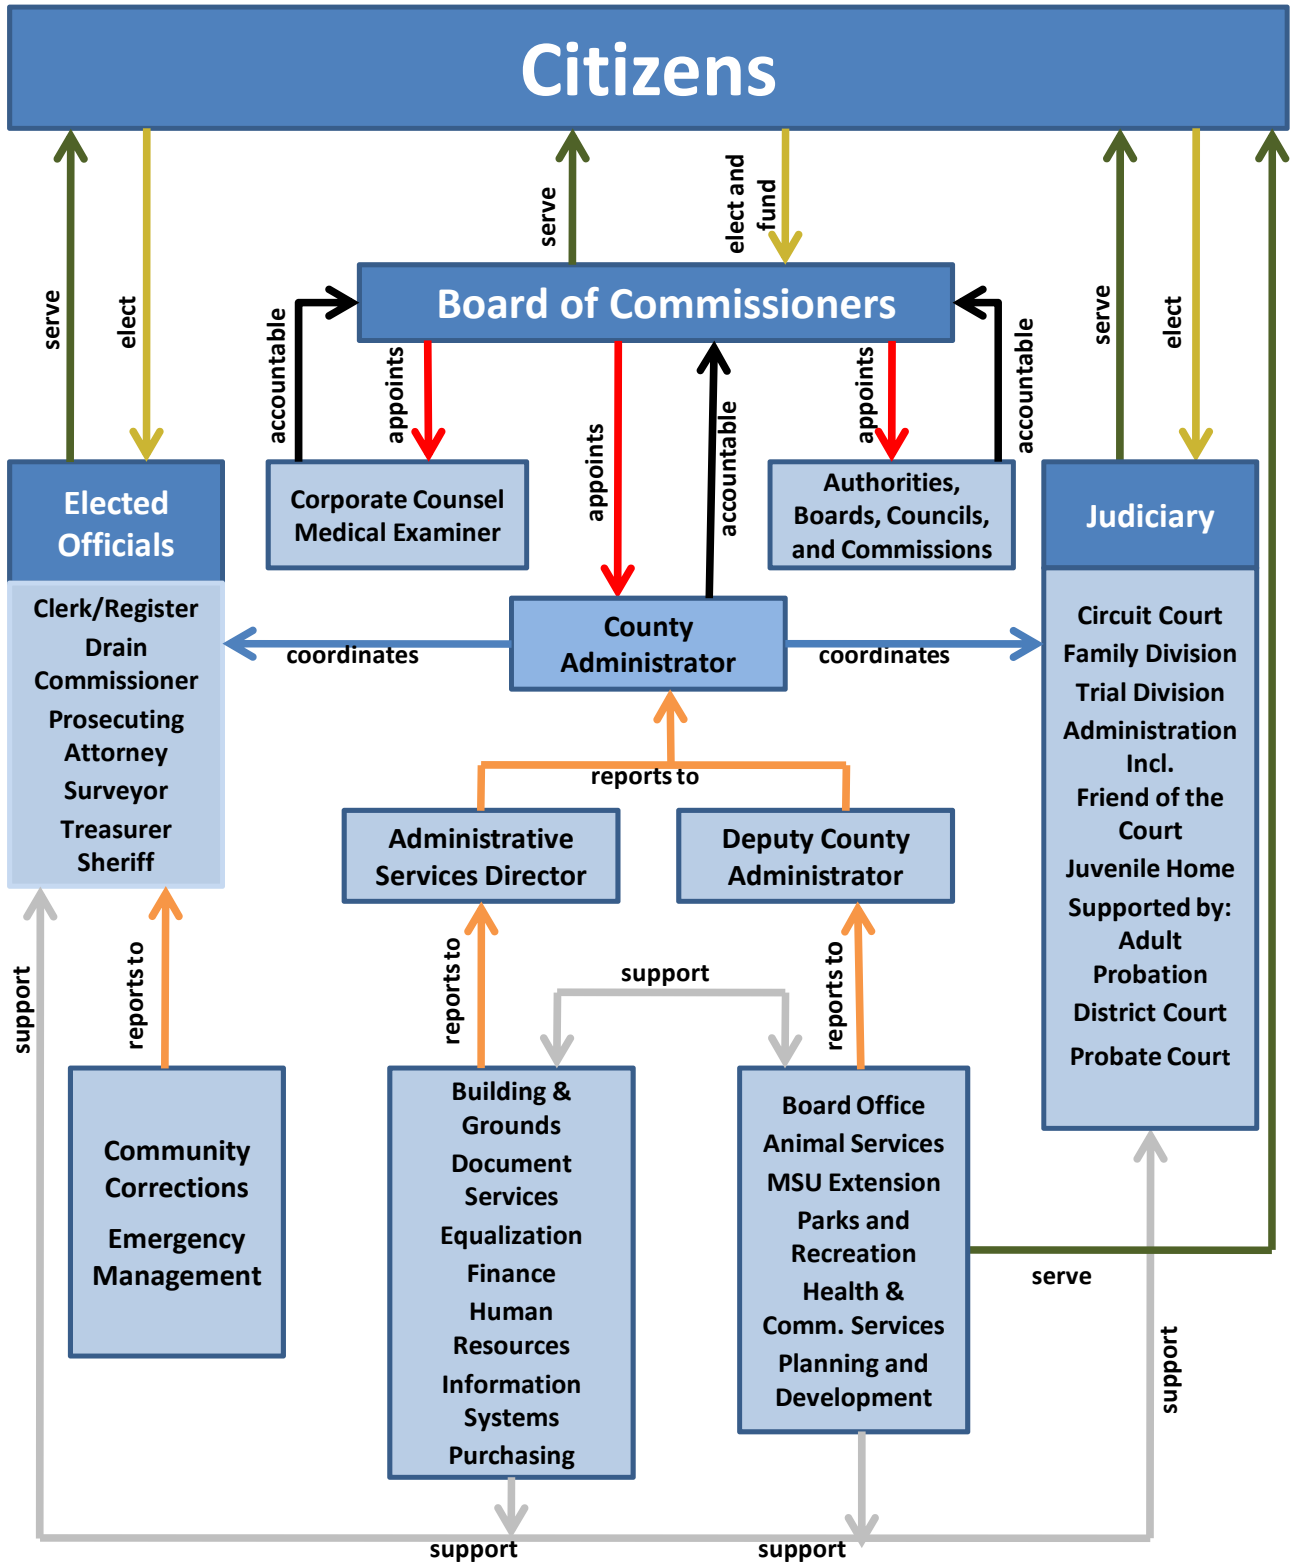 Citizens
serve
elect
serve
elect and
fund
serve
elect
Board of Commissioners
accountable
appoints
appoints
accountable
appoints
accountable
Elected
Officials
Clerk/Register
Drain
Commissioner
Prosecuting
Attorney
Surveyor
Treasurer
Sheriff
Corporate Counsel
Medical Examiner
Authorities,
Boards, Councils,
and Commissions
Judiciary
Circuit Court
Family Division
Trial Division
Administration
Incl.
Friend of the
Court
Juvenile Home
Supported by:
Adult
Probation
District Court
Probate Court
County
Administrator
coordinates
coordinates
reports to
Administrative
Services Director
Deputy County
Administrator
support
reports to
reports to
support
reports to
Community
Corrections
Emergency
Management
Building &
Grounds
Document
Services
Equalization
Finance
Human
Resources
Information
Systems
Purchasing
Board Office
Animal Services
MSU Extension
Parks and
Recreation
Health &
Comm. Services
Planning and
Development
serve
support
support
support